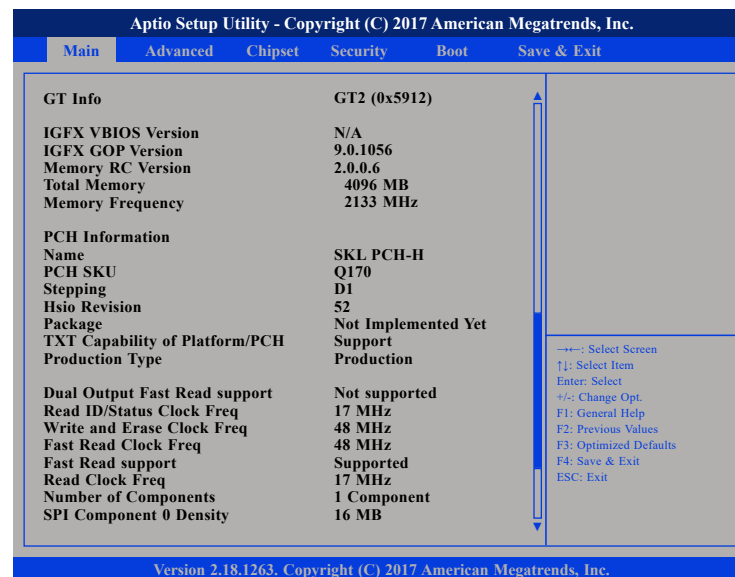 Aptio Setup Utility - Copyright (C) 2017 American Megatrends, Inc.
Main Advanced Chipset Security Boot Save & Exit
GT Info GT2 (0x5912)
IGFX VBIOS Version N/A
IGFX GOP Version 9.0.1056
Memory RC Version 2.0.0.6
Total Memory 4096 MB
Memory Frequency 2133 MHz
PCH Information
Name SKL PCH-H
PCH SKU Q170
Stepping D1
Hsio Revision 52
Package Not Implemented Yet
TXT Capability of Platform/PCH Support
Production Type Production
Dual Output Fast Read support Not supported
Read ID/Status Clock Freq 17 MHz
Write and Erase Clock Freq 48 MHz
Fast Read Clock Freq 48 MHz
Fast Read support Supported
Read Clock Freq 17 MHz
Number of Components 1 Component
SPI Component 0 Density 16 MB
→←: Select Screen
↑↓: Select Item
Enter: Select
+/-: Change Opt.
F1: General Help
F2: Previous Values
F3: Optimized Defaults
F4: Save & Exit
ESC: Exit
Version 2.18.1263. Copyright (C) 2017 American Megatrends, Inc.